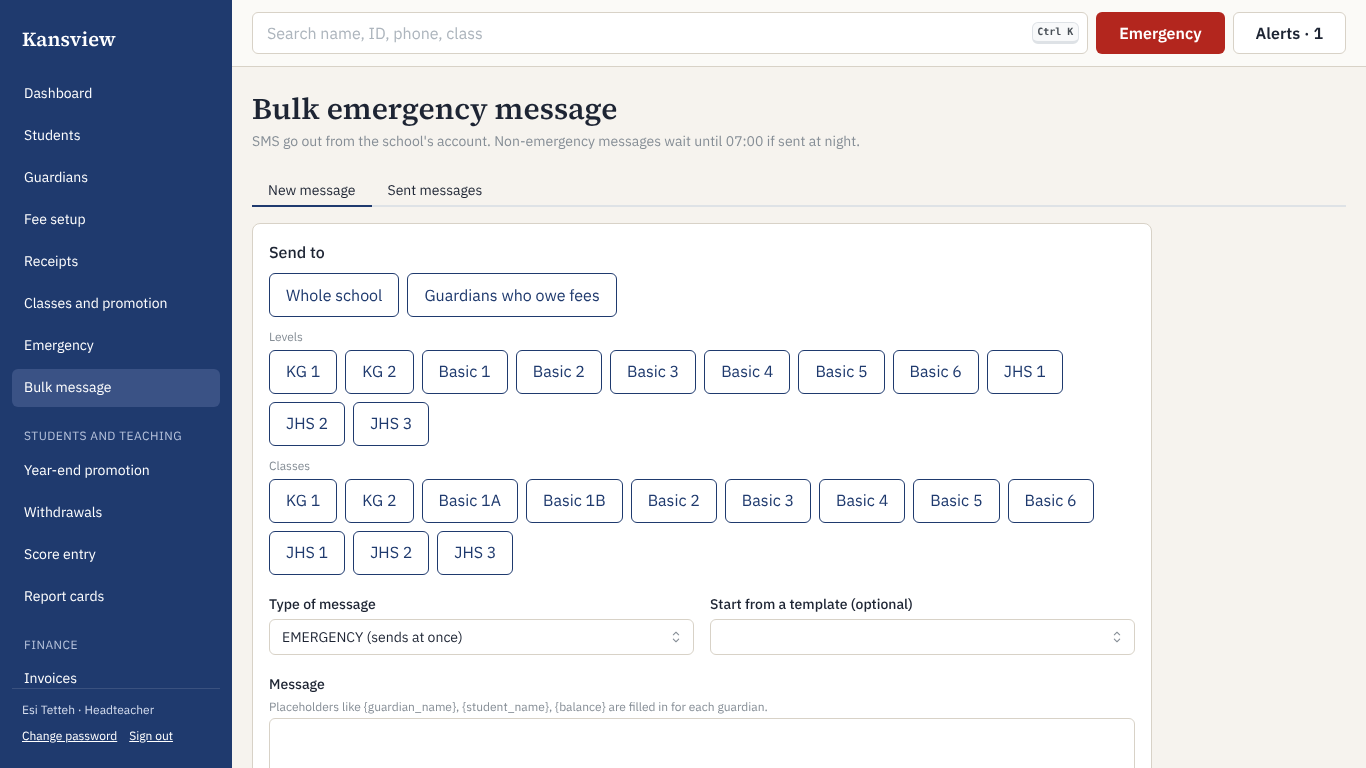 Kansview
Search name, ID, phone, class
Ctrl K
Emergency
Alerts · 1
Dashboard
Students
Guardians
Fee setup
Receipts
Classes and promotion
Emergency
Bulk message
STUDENTS AND TEACHING
Year-end promotion
Withdrawals
Score entry
Report cards
FINANCE
Invoices
Esi Tetteh · Headteacher
Change password Sign out
Bulk emergency message
SMS go out from the school's account. Non-emergency messages wait until 07:00 if sent at night.
New message Sent messages
Send to
Whole school Guardians who owe fees
Levels
KG 1 KG 2 Basic 1 Basic 2 Basic 3 Basic 4 Basic 5 Basic 6 JHS 1
JHS 2 JHS 3
Classes
KG 1 KG 2 Basic 1A Basic 1B Basic 2 Basic 3 Basic 4 Basic 5 Basic 6
JHS 1 JHS 2 JHS 3
Type of message
EMERGENCY (sends at once)
Start from a template (optional)
Message
Placeholders like {guardian_name}, {student_name}, {balance} are filled in for each guardian.